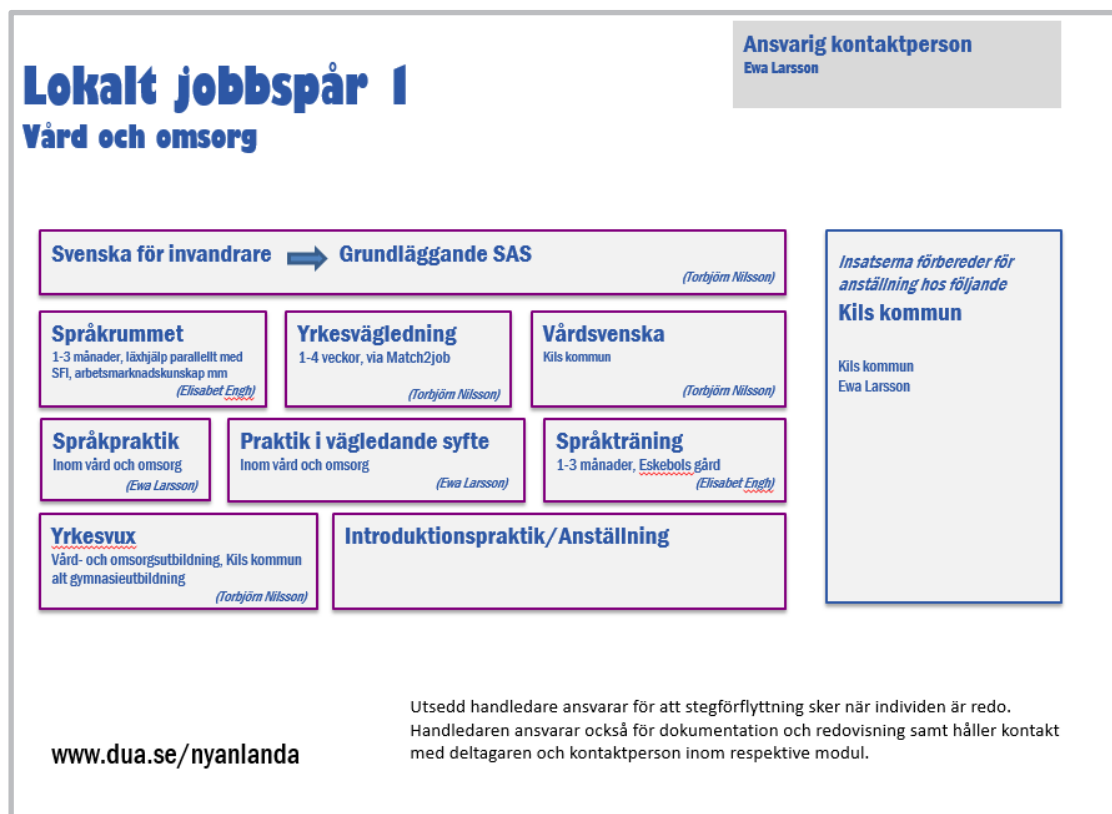 Ansvarig kontaktperson
Ewa Larsson
Lokalt jobbspår 1
Vård och omsorg
Svenska för invandrare Grundläggande SAS
(Torbjörn Nilsson)
Språkrummet
1-3 månader, läxhjälp parallellt med
SFI, arbetsmarknadskunskap mm
(Elisabet Engh)
Yrkesvägledning
1-4 veckor, via Match2job
(Torbjörn Nilsson)
Vårdsvenska
Kils kommun
(Torbjörn Nilsson)
Språkpraktik
Inom vård och omsorg
(Ewa Larsson)
Praktik i vägledande syfte
Inom vård och omsorg
(Ewa Larsson)
Språkträning
1-3 månader, Eskebols gård
(Elisabet Engh)
Yrkesvux
Vård- och omsorgsutbildning, Kils kommun
alt gymnasieutbildning
(Torbjörn Nilsson)
Introduktionspraktik/Anställning
Insatserna förbereder för
anställning hos följande
Kils kommun
Kils kommun
Ewa Larsson
www.dua.se/nyanlanda
Utsedd handledare ansvarar för att stegförflyttning sker när individen är redo.
Handledaren ansvarar också för dokumentation och redovisning samt håller kontakt
med deltagaren och kontaktperson inom respektive modul.